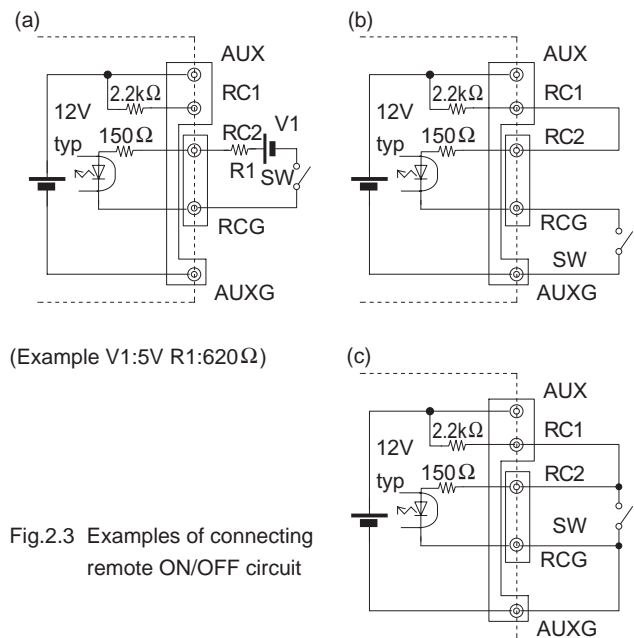 (a)
AUX
2.2kΩ
RC1
12V
typ
150Ω
RC2
V1
R1
SW
RCG
AUXG
(Example V1:5V R1:620Ω)
(b)
AUX
2.2kΩ
RC1
12V
typ
150Ω
RC2
RCG
SW
AUXG
(c)
AUX
2.2kΩ
RC1
12V
typ
150Ω
RC2
SW
RCG
AUXG
Fig.2.3 Examples of connecting
remote ON/OFF circuit